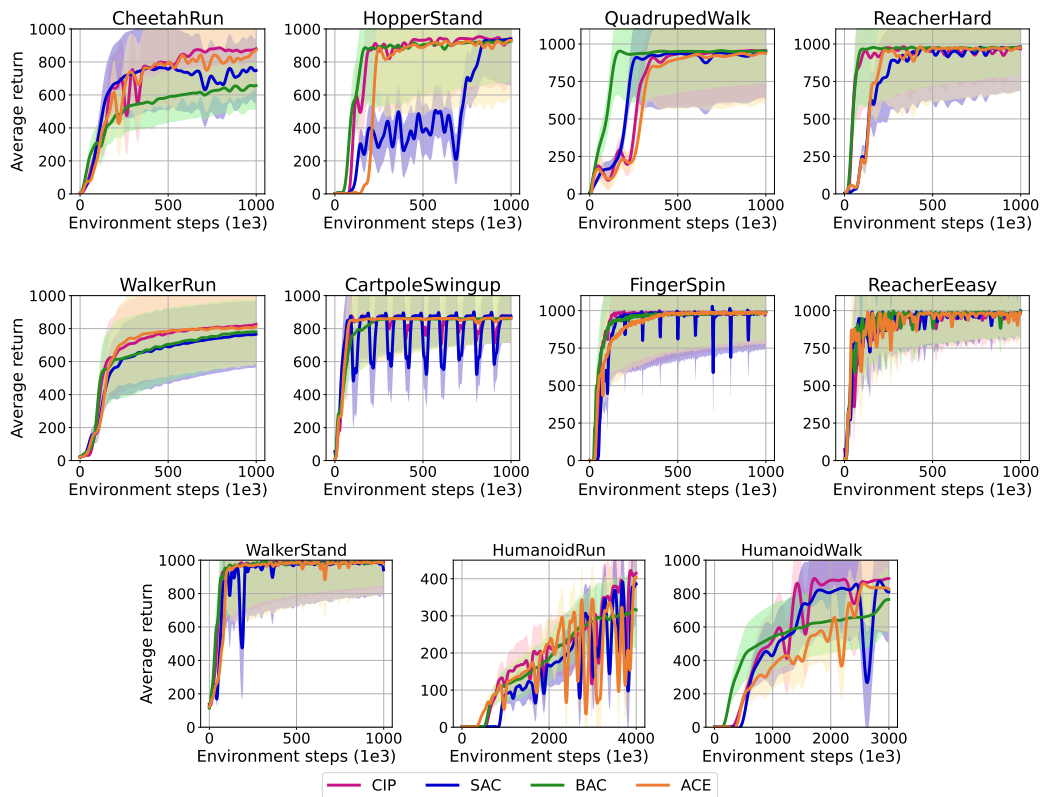 CheetahRun HopperStand QuadrupedWalk ReacherHard
1000 1000 1000 1000
800 800 750 750
600 600 500 500
400 400 250 250
200 200
0 0 0 0
0 500 1000 0 500 1000 0 500 1000 0 500 1000
Average return
Environment steps (1e3) Environment steps (1e3) Environment steps (1e3) Environment steps (1e3)
WalkerRun CartpoleSwingup FingerSpin ReacherEeasy
1000 1000 1000 1000
800 800 750 750
600 600 500 500
400 400 250 250
200 200
0 0 0 0
0 500 1000 0 500 1000 0 500 1000 0 500 1000
Average return
Environment steps (1e3) Environment steps (1e3) Environment steps (1e3) Environment steps (1e3)
WalkerStand HumanoidRun HumanoidWalk
1000 400 1000
800 300 800
600 200 600
400 100 400
200 200
0 0 0
0 500 1000 0 2000 4000 0 1000 2000 3000
Average return
Environment steps (1e3) Environment steps (1e3) Environment steps (1e3)
CIP SAC BAC ACE